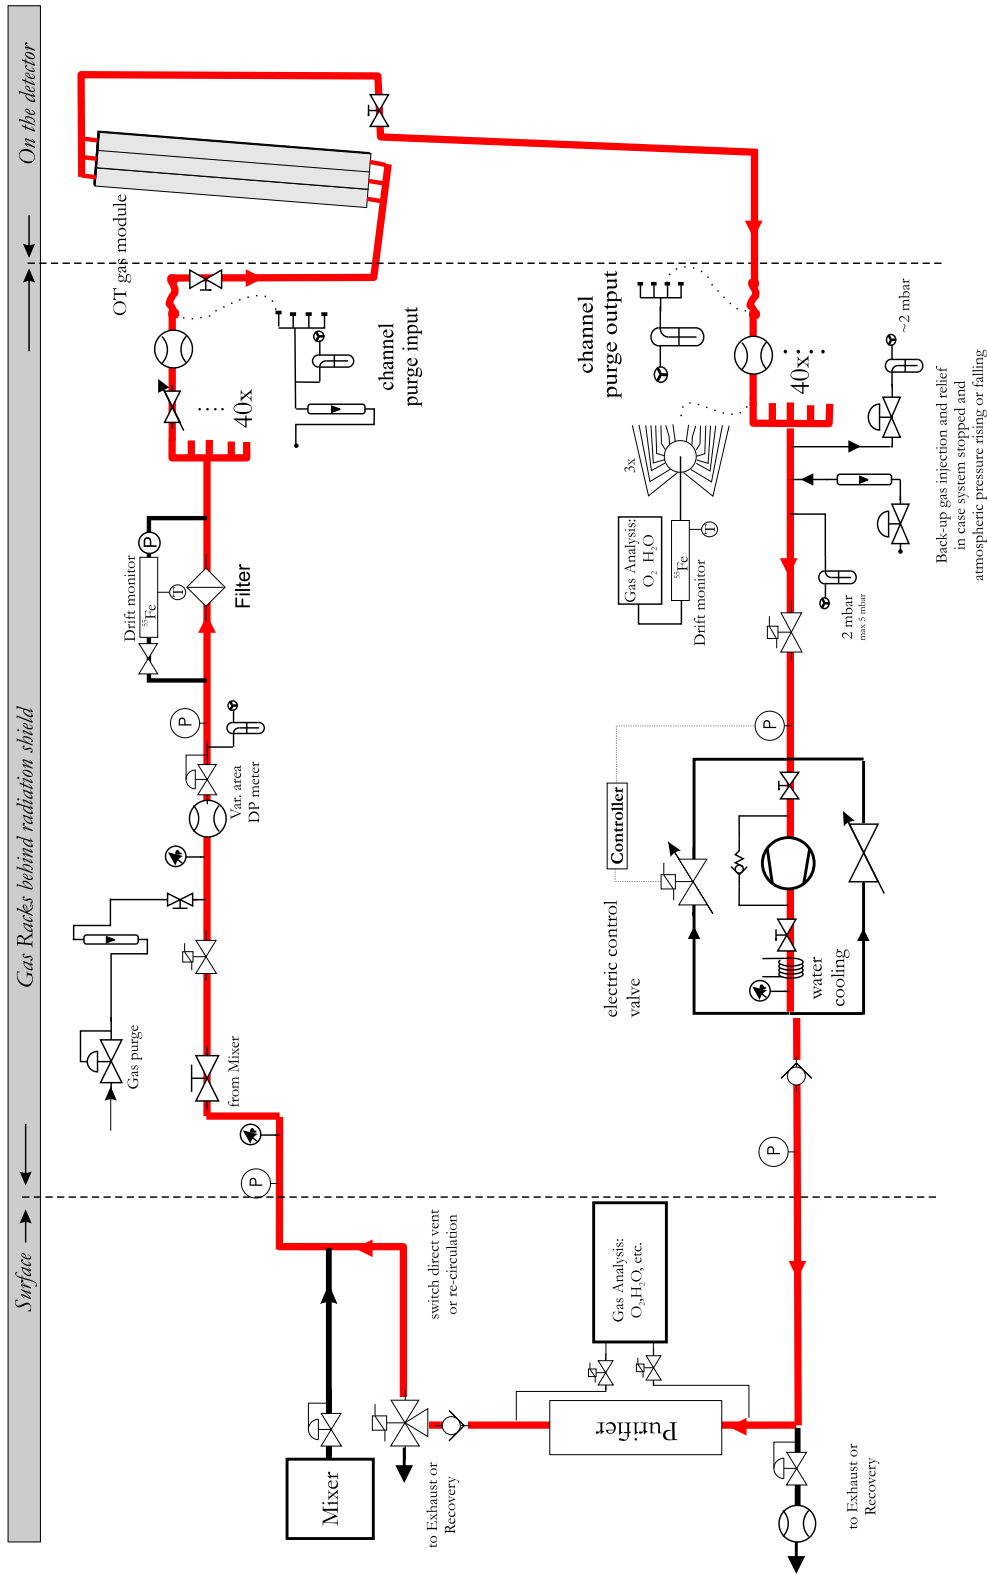 On the detector
Gas Racks behind radiation shield
Surface
OT gas module
40x
channel
purge input
P
Drift monitor
55Fe
T
Filter
P
Var. area
DP meter
Gas purge
from Mixer
P
channel
purge output
40x
~2 mbar
Back-up gas injection and relief
in case system stopped and
atmospheric pressure rising or falling
3x
Gas Analysis:
O2 H2O
55Fe
T
Drift monitor
2 mbar
max 5 mbar
P
Controller
electric control
valve
water
cooling
P
switch direct vent
or re-circulation
Gas Analysis:
O2,H2O, etc.
Purifier
Mixer
to Exhaust or
Recovery
to Exhaust or
Recovery